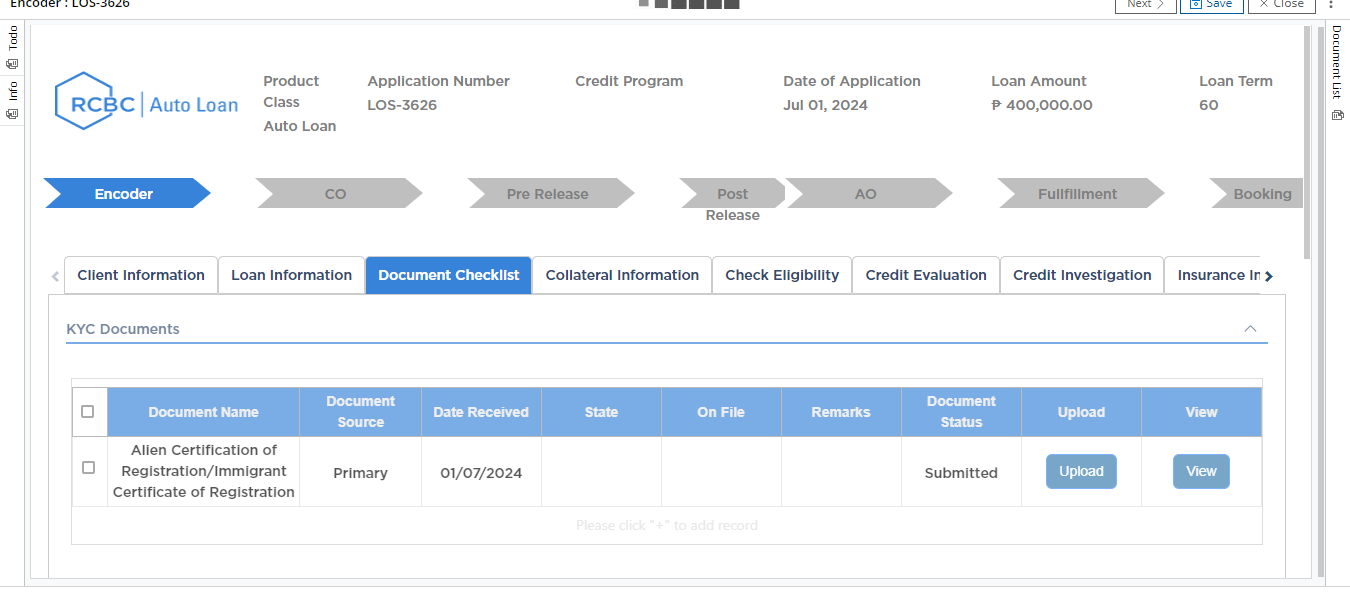 Encoder : LOS-3626
Next
Save
Close
Todo
Info
Document List
RCBC Auto Loan
Product Class
Auto Loan
Application Number
LOS-3626
Credit Program
Date of Application
Jul 01, 2024
Loan Amount
₱ 400,000.00
Loan Term
60
Encoder
CO
Pre Release
Post Release
AO
Fullfillment
Booking
Client Information
Loan Information
Document Checklist
Collateral Information
Check Eligibility
Credit Evaluation
Credit Investigation
Insurance In
KYC Documents
Document Name
Document Source
Date Received
State
On File
Remarks
Document Status
Upload
View
Alien Certification of
Registration/Immigrant
Certificate of Registration
Primary
01/07/2024
Submitted
Upload
View
Please click "+" to add record